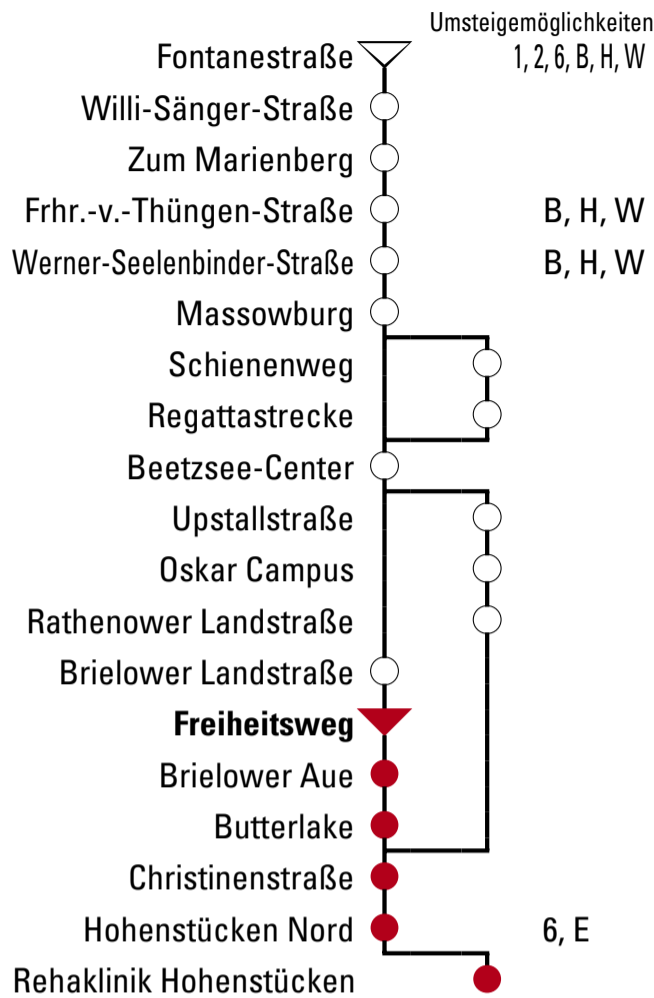 Umsteigemöglichkeiten
Fontanestraße 1, 2, 6, B, H, W
Willi-Sänger-Straße
Zum Marienberg
Frhr.-v.-Thüngen-Straße B, H, W
Werner-Seelenbinder-Straße B, H, W
Massowburg
Schienenweg
Regattastrecke
Beetzsee-Center
Upstallstraße
Oskar Campus
Rathenower Landstraße
Brielower Landstraße
Freiheitsweg
Brielower Aue
Butterlake
Christinenstraße
Hohenstücken Nord 6, E
Rehaklinik Hohenstücken